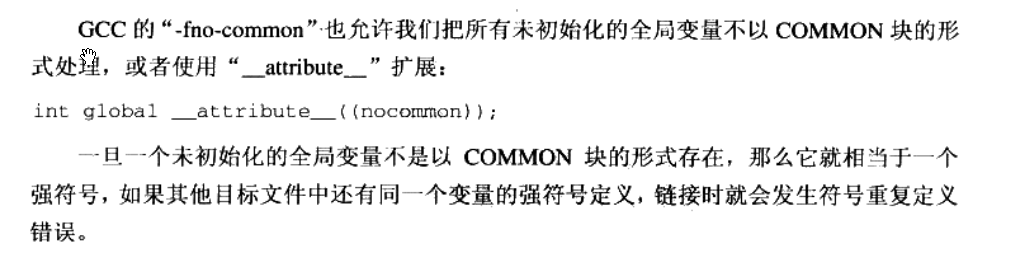 GCC 的“-fno-common”也允许我们把所有未初始化的全局变量不以 COMMON 块的形
式处理，或者使用“__attribute__”扩展：
int global __attribute__((nocommon));
一旦一个未初始化的全局变量不是以 COMMON 块的形式存在，那么它就相当于一个
强符号，如果其他目标文件中还有同一个变量的强符号定义，链接时就会发生符号重复定义
错误。